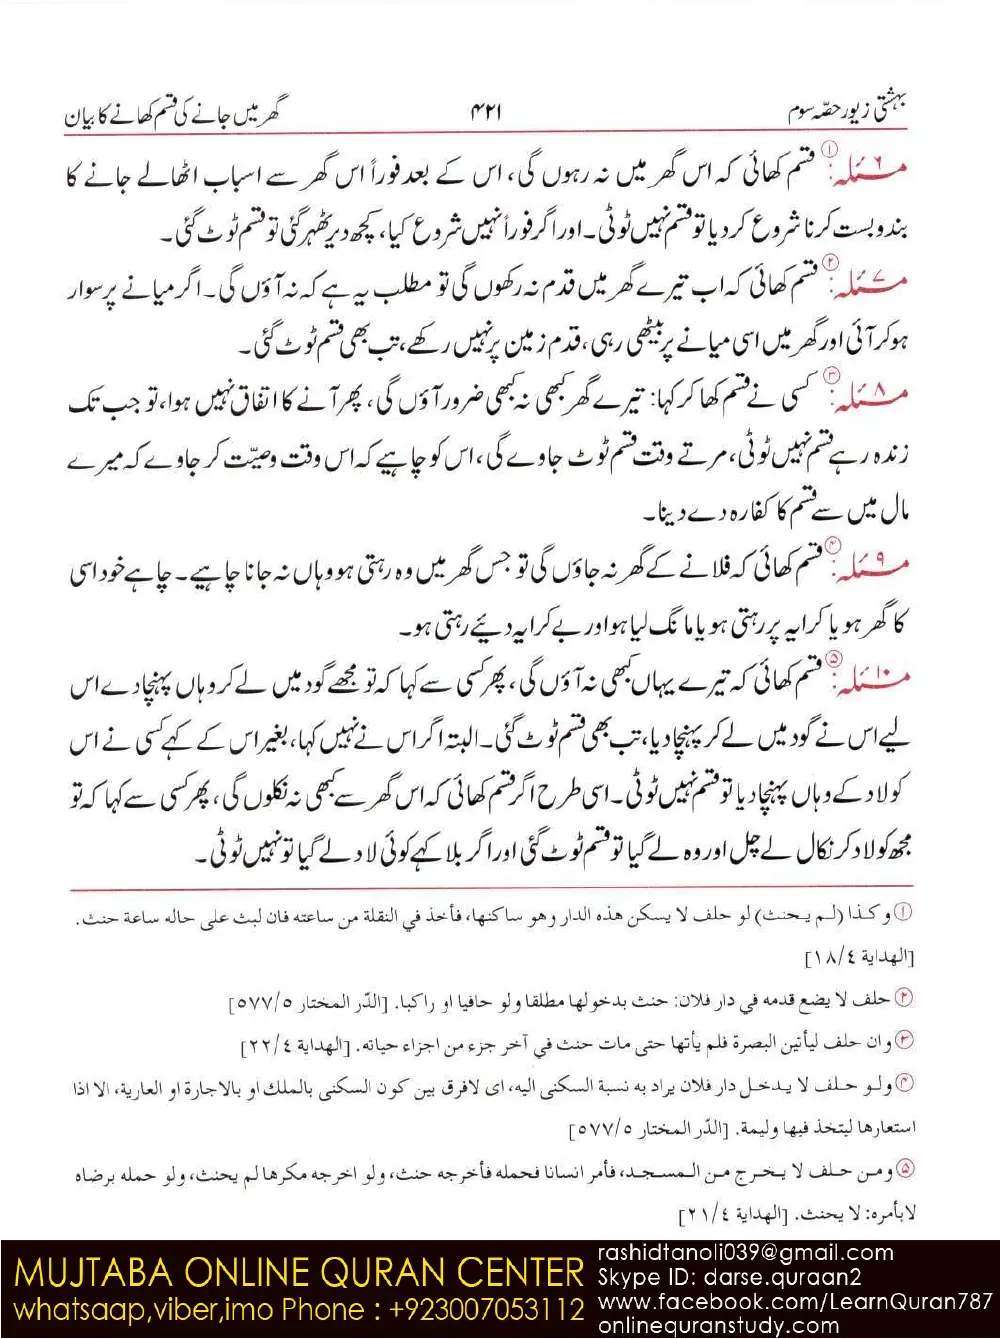 بہشتی زیور حصّہ سوم ۴۲۱ گھر میں جانے کی قسم کھانے کا بیان
مسئلہ ۶:① قسم کھائی کہ اس گھر میں نہ رہوں گی، اس کے بعد فوراً اس گھر سے اسباب اٹھالے جانے کا
بندوبست کرنا شروع کردیا تو قسم نہیں ٹوٹی۔ اور اگر فوراً نہیں شروع کیا، کچھ دیر ٹھہر گئی تو قسم ٹوٹ گئی۔
مسئلہ ۷:② قسم کھائی کہ اب تیرے گھر میں قدم نہ رکھوں گی تو مطلب یہ ہے کہ نہ آؤں گی۔ اگر میانے پر سوار
ہو کر آئی اور گھر میں اسی میانے پر بیٹھی رہی، قدم زمین پر نہیں رکھے، تب بھی قسم ٹوٹ گئی۔
مسئلہ ۸:③ کسی نے قسم کھا کر کہا: تیرے گھر کبھی نہ کبھی ضرور آؤں گی، پھر آنے کا اتفاق نہیں ہوا، تو جب تک
زندہ رہے قسم نہیں ٹوٹی، مرتے وقت قسم ٹوٹ جاوے گی، اس کو چاہیے کہ اس وقت وصیّت کر جاوے کہ میرے
مال میں سے قسم کا کفارہ دے دینا۔
مسئلہ ۹:④ قسم کھائی کہ فلانے کے گھر نہ جاؤں گی تو جس گھر میں وہ رہتی ہو وہاں نہ جانا چاہیے۔ چاہے خود اسی
کا گھر ہو یا کرایہ پر رہتی ہو یا مانگ لیا ہو اور بے کرایہ دیئے رہتی ہو۔
مسئلہ ۱۰:⑤ قسم کھائی کہ تیرے یہاں کبھی نہ آؤں گی، پھر کسی سے کہا کہ تو مجھے گود میں لے کر وہاں پہنچادے اس
لیے اس نے گود میں لے کر پہنچا دیا، تب بھی قسم ٹوٹ گئی۔ البتہ اگر اس نے نہیں کہا، بغیر اس کے کہے کسی نے اس
کو لاد کے وہاں پہنچا دیا تو قسم نہیں ٹوٹی۔ اسی طرح اگر قسم کھائی کہ اس گھر سے کبھی نہ نکلوں گی، پھر کسی سے کہا کہ تو
مجھ کو لاد کر نکال لے چل اور وہ لے گیا تو قسم ٹوٹ گئی اور اگر بلا کہے کوئی لاد لے گیا تو نہیں ٹوٹی۔
① وكذا (لم يحنث) لو حلف لا يسكن هذه الدار وهو ساكنها، فأخذ في النقلة من ساعته فان لبث على حاله ساعة حنث.
[الهداية ١٨/٤]
② حلف لا يضع قدمه في دار فلان: حنث بدخولها مطلقا ولو حافيا او راكبا. [الدّر المختار ٥٧٧/٥]
③ وان حلف ليأتين البصرة فلم يأتها حتى مات حنث في آخر جزء من اجزاء حياته. [الهداية ٢٢/٤]
④ ولو حلف لا يدخل دار فلان يراد به نسبة السكنى اليه، اى لافرق بين كون السكنى بالملك او بالاجارة او العارية، الا اذا
استعارها ليتخذ فيها وليمة. [الدّر المختار ٥٧٧/٥]
⑤ ومن حلف لا يخرج من المسجد، فأمر انسانا فحمله فأخرجه حنث، ولو اخرجه مكرها لم يحنث، ولو حمله برضاه
لابأمره: لا يحنث. [الهداية ٢١/٤]
MUJTABA ONLINE QURAN CENTER
whatsaap,viber,imo Phone : +923007053112
rashidtanoli039@gmail.com
Skype ID: darse.quraan2
www.facebook.com/LearnQuran787
onlinequranstudy.com